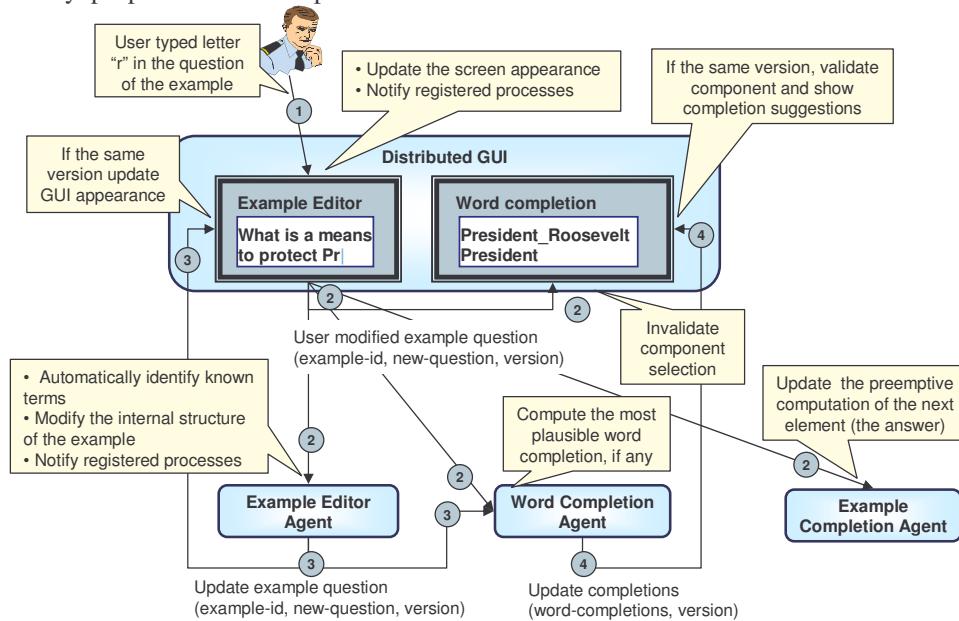 User typed letter
“r” in the question
of the example
1
• Update the screen appearance
• Notify registered processes
If the same version, validate
component and show
completion suggestions
If the same
version update
GUI appearance
Distributed GUI
Example Editor
What is a means
to protect Pr
Word completion
President_Roosevelt
President
3
4
2
2
User modified example question
(example-id, new-question, version)
Invalidate
component
selection
• Automatically identify known
terms
• Modify the internal structure
of the example
• Notify registered processes
Compute the most
plausible word
completion, if any
Update the preemptive
computation of the next
element (the answer)
2
2
2
Example Editor
Agent
3
Word Completion
Agent
Example
Completion Agent
3
4
Update example question
(example-id, new-question, version)
Update completions
(word-completions, version)